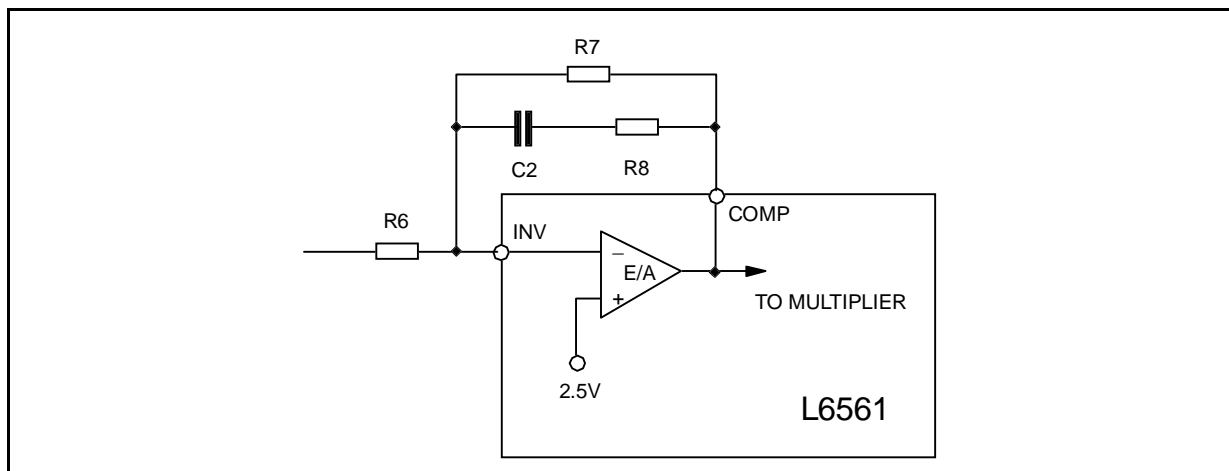 R7
C2
R8
COMP
R6
INV
−
E/A
+
TO MULTIPLIER
2.5V
L6561